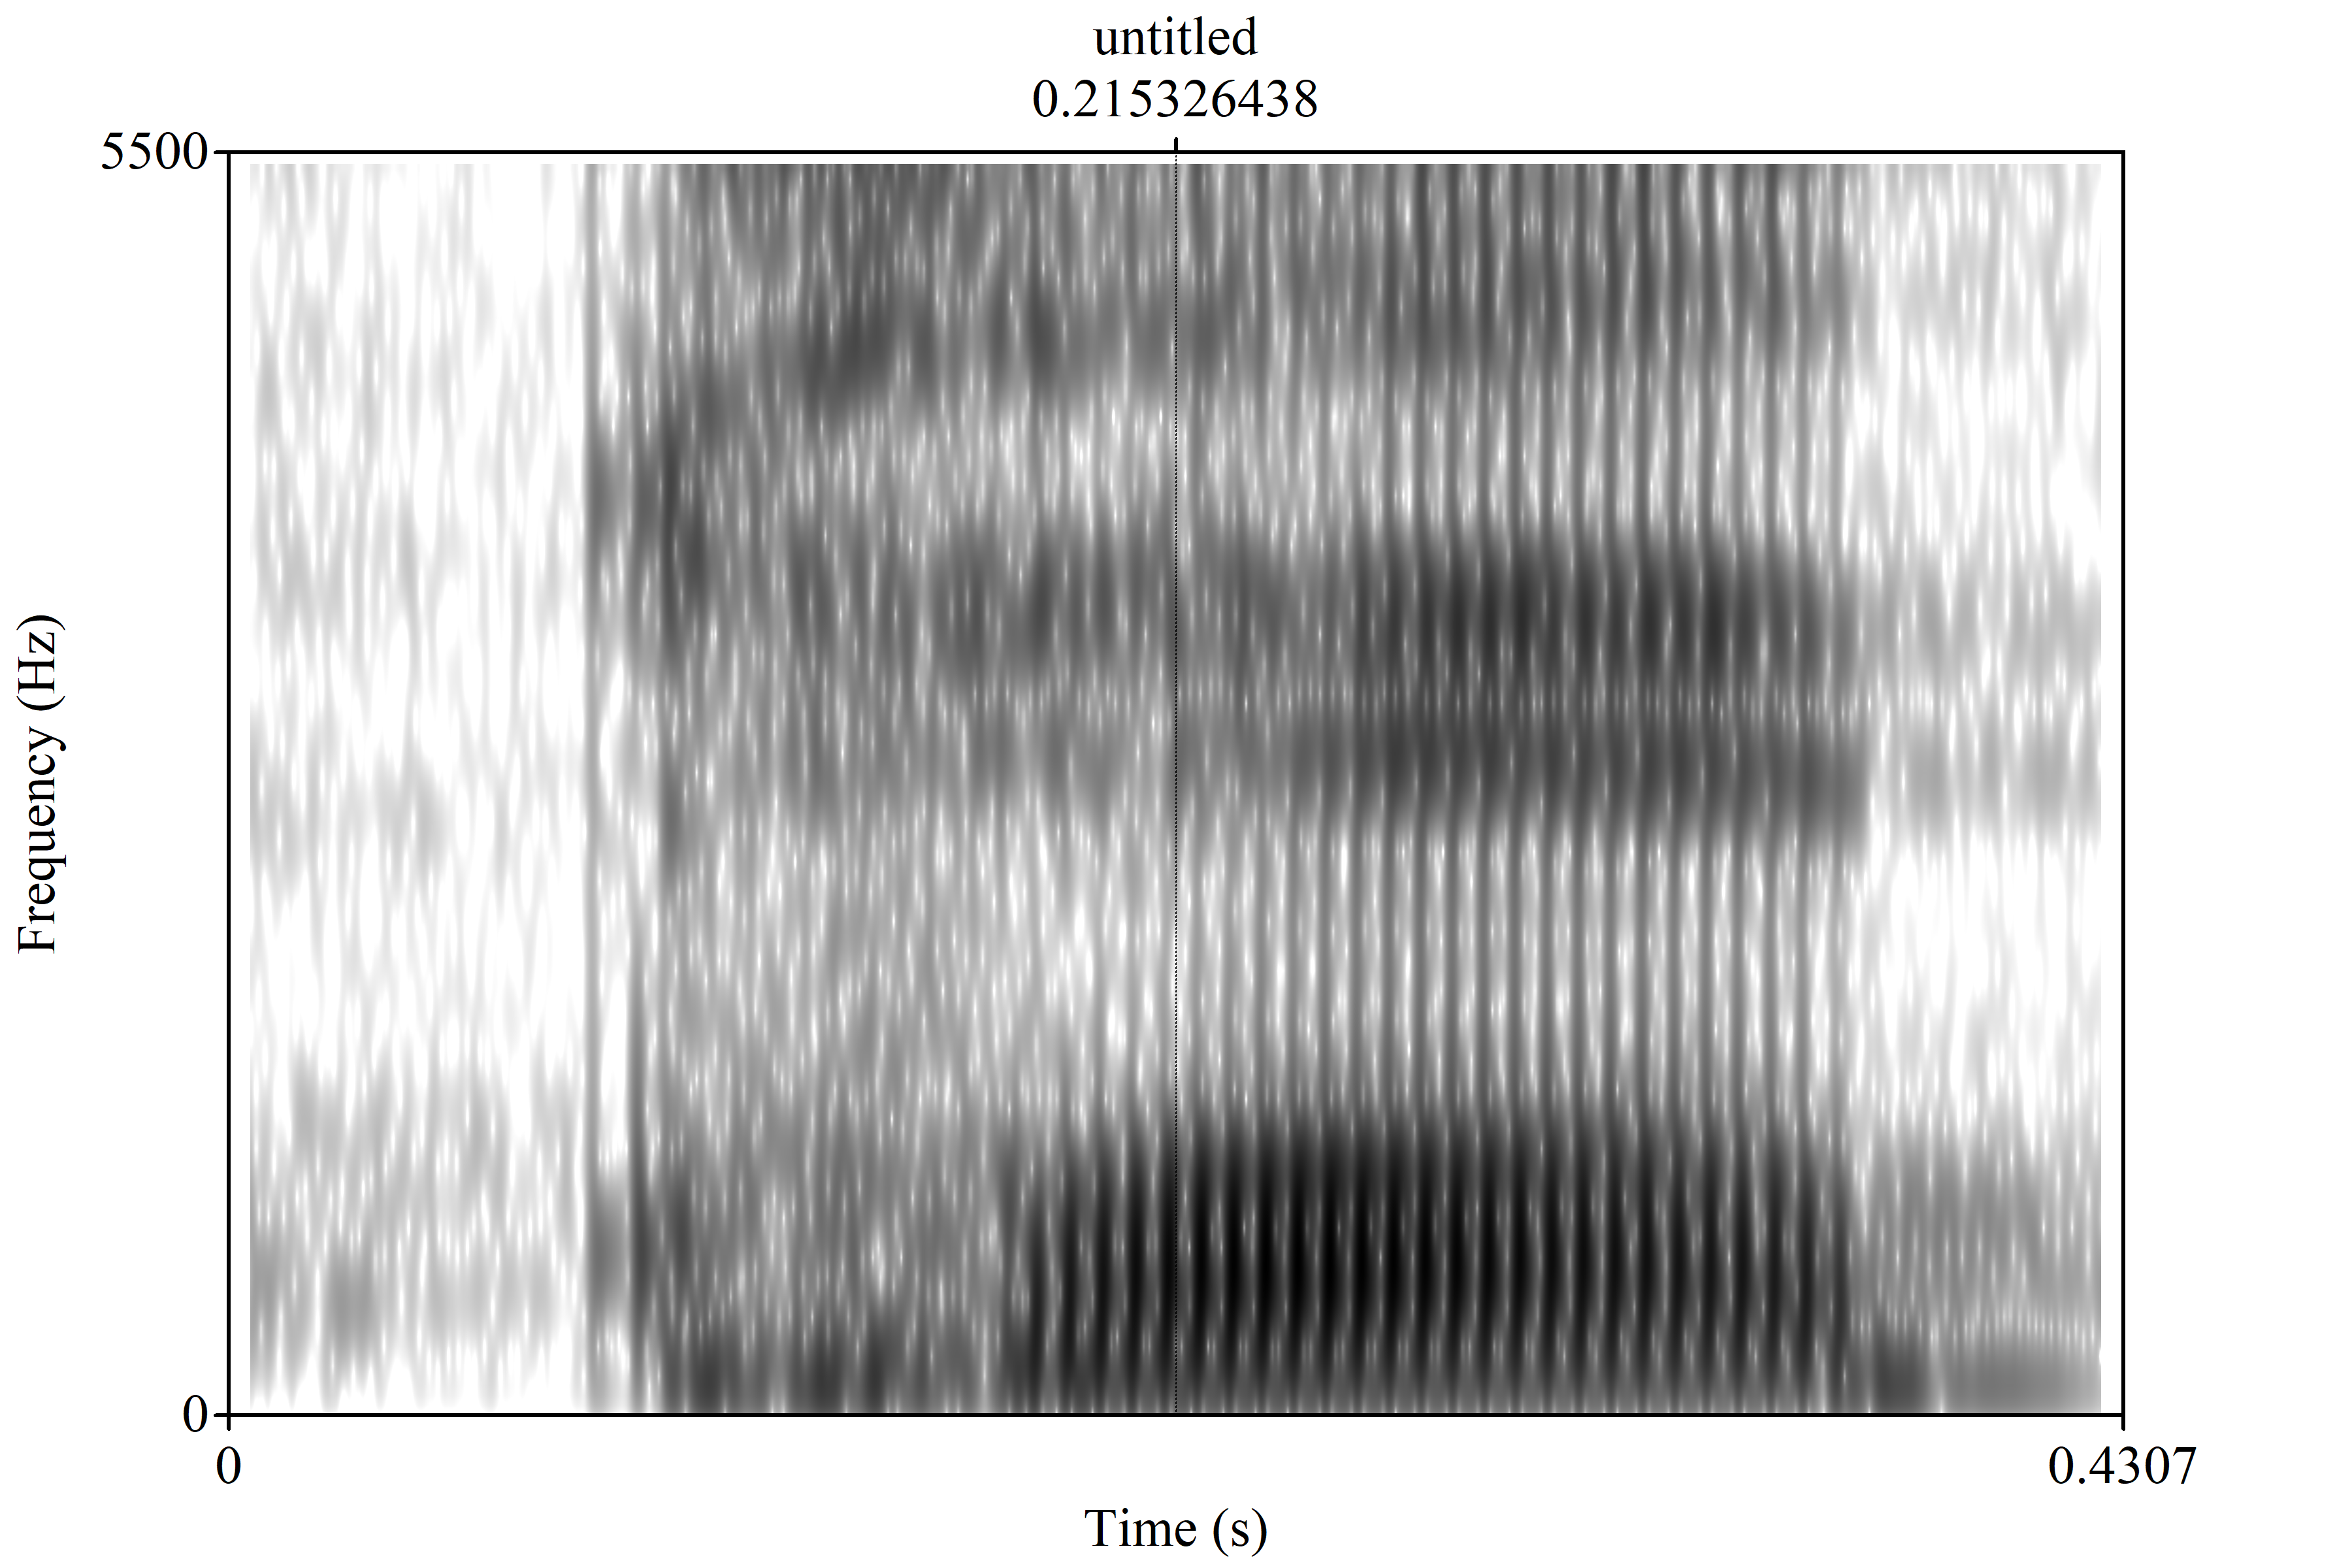 untitled
0.215326438
5500
Frequency (Hz)
0
0
0.4307
Time (s)